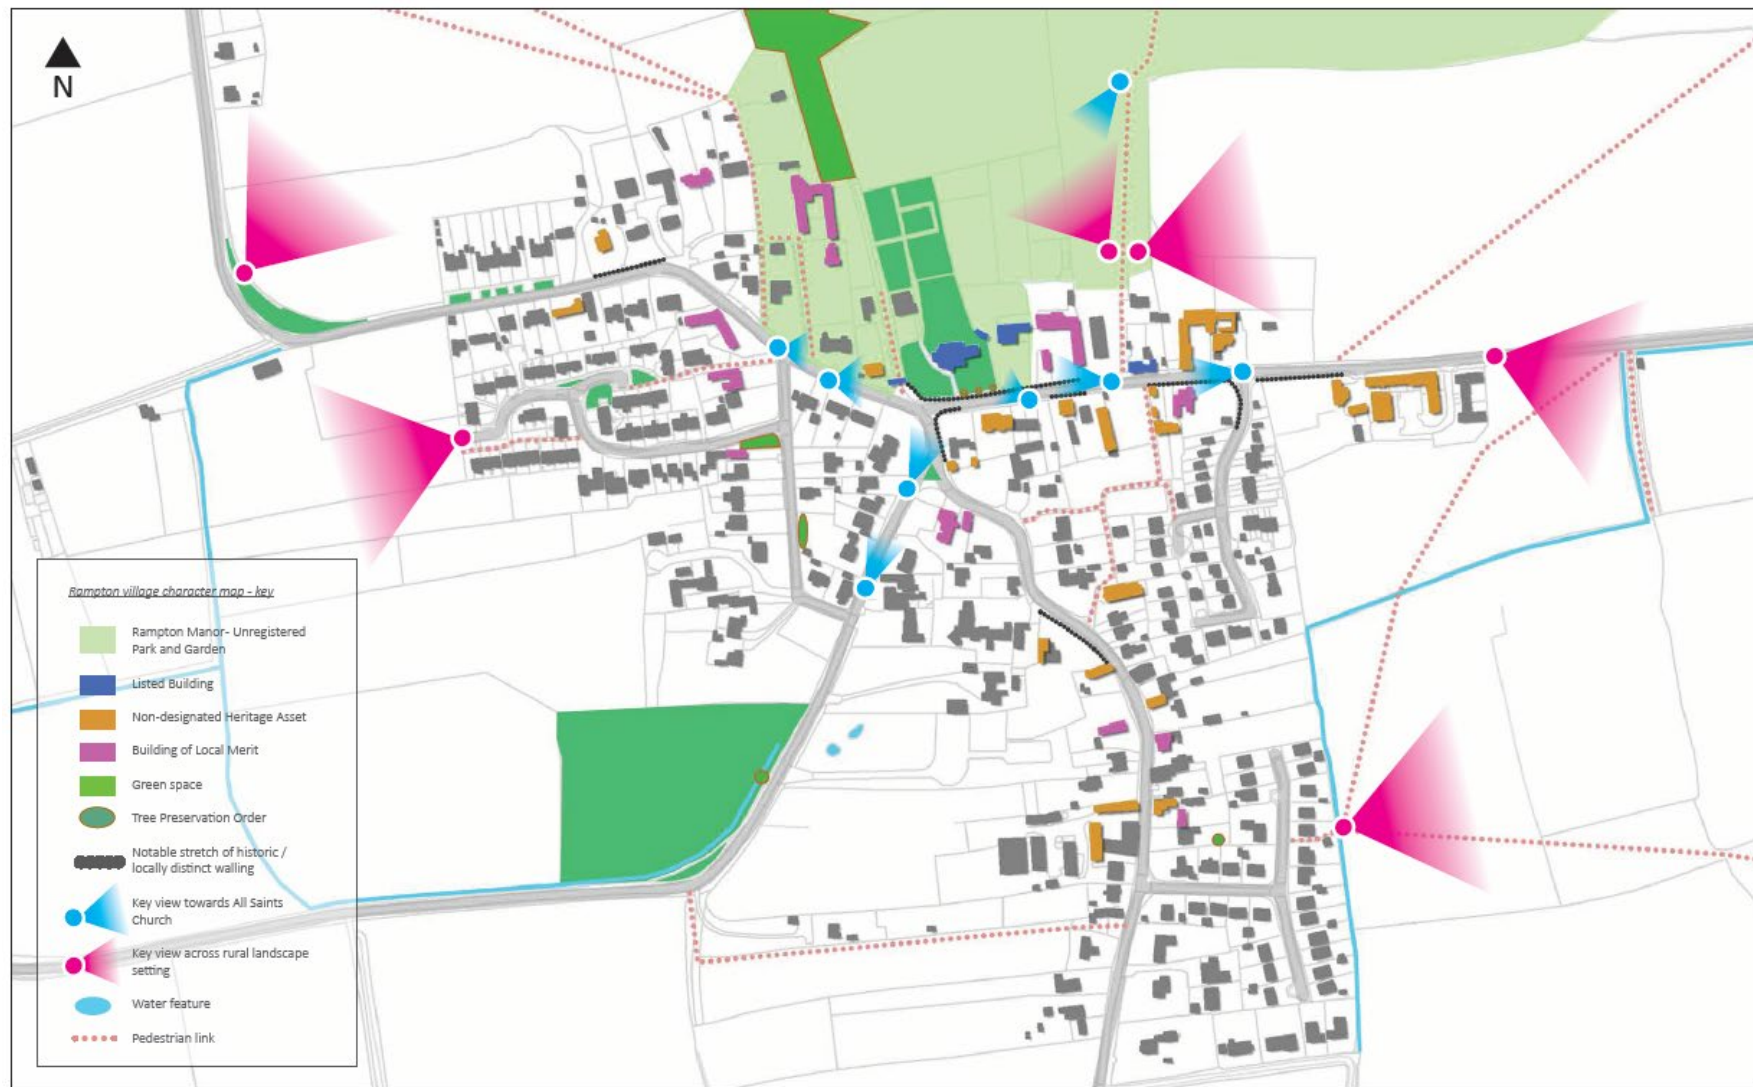 N
Rampton village character map - key
Rampton Manor- Unregistered
Park and Garden
Listed Building
Non-designated Heritage Asset
Building of Local Merit
Green space
Tree Preservation Order
Notable stretch of historic /
locally distinct walling
Key view towards All Saints
Church
Key view across rural landscape
setting
Water feature
Pedestrian link